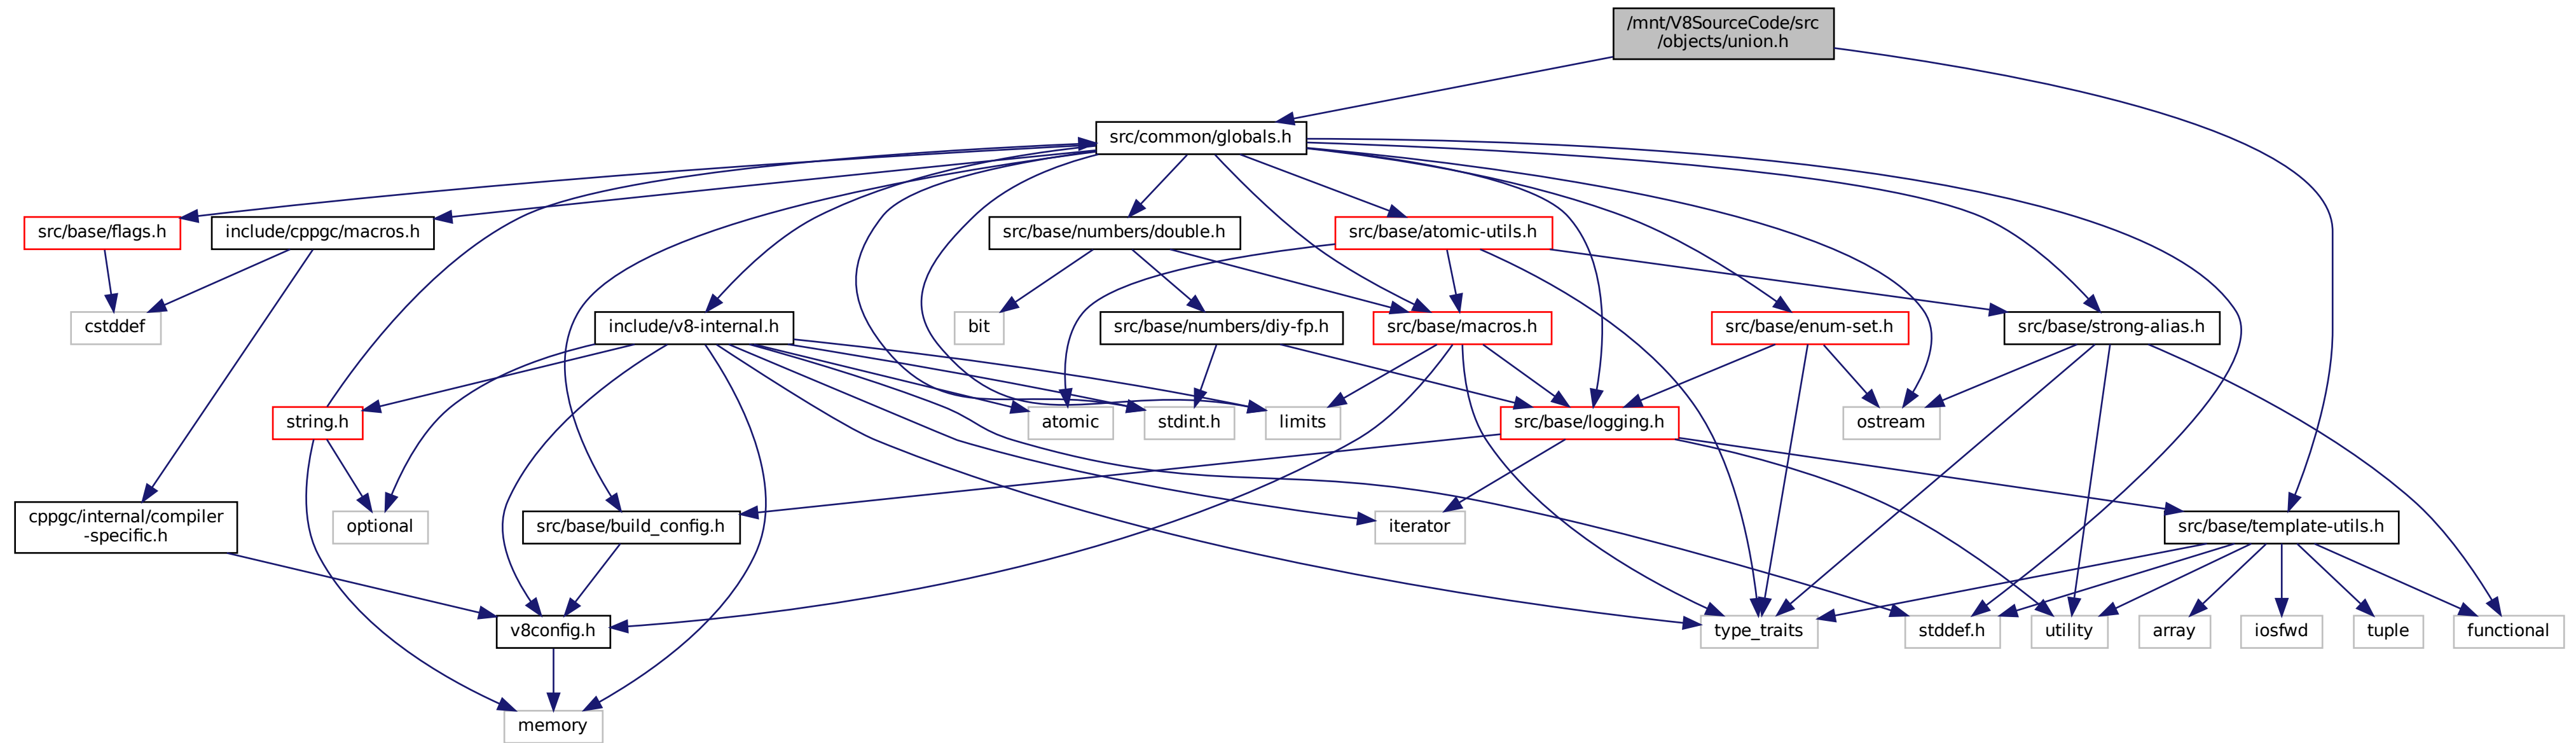 /mnt/V8SourceCode/src
/objects/union.h
src/common/globals.h
src/base/flags.h
include/cppgc/macros.h
src/base/numbers/double.h
src/base/atomic-utils.h
cstddef
include/v8-internal.h
bit
src/base/numbers/diy-fp.h
src/base/macros.h
src/base/enum-set.h
src/base/strong-alias.h
string.h
atomic
stdint.h
limits
src/base/logging.h
ostream
cppgc/internal/compiler
-specific.h
optional
src/base/build_config.h
iterator
src/base/template-utils.h
v8config.h
type_traits
stddef.h
utility
array
iosfwd
tuple
functional
memory